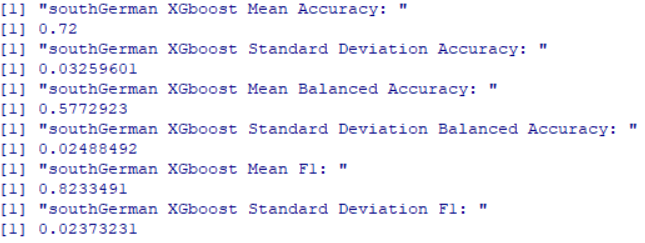 [1] "southGerman XGboost Mean Accuracy: "
[1] 0.72
[1] "southGerman XGboost Standard Deviation Accuracy: "
[1] 0.03259601
[1] "southGerman XGboost Mean Balanced Accuracy: "
[1] 0.5772923
[1] "southGerman XGboost Standard Deviation Balanced Accuracy: "
[1] 0.02488492
[1] "southGerman XGboost Mean F1: "
[1] 0.8233491
[1] "southGerman XGboost Standard Deviation F1: "
[1] 0.02373231